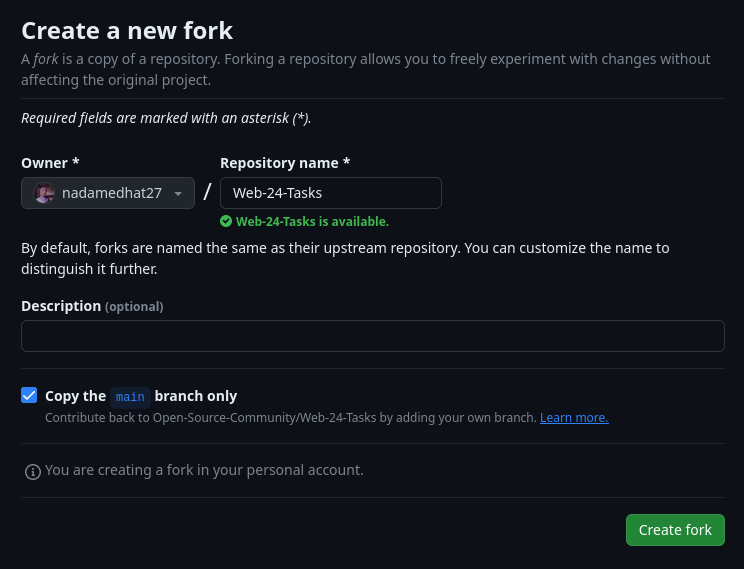 Create a new fork
A fork is a copy of a repository. Forking a repository allows you to freely experiment with changes without
affecting the original project.
Required fields are marked with an asterisk (*).
Owner * Repository name *
nadamedhat27 / Web-24-Tasks
Web-24-Tasks is available.
By default, forks are named the same as their upstream repository. You can customize the name to
distinguish it further.
Description (optional)
Copy the main branch only
Contribute back to Open-Source-Community/Web-24-Tasks by adding your own branch. Learn more.
You are creating a fork in your personal account.
Create fork